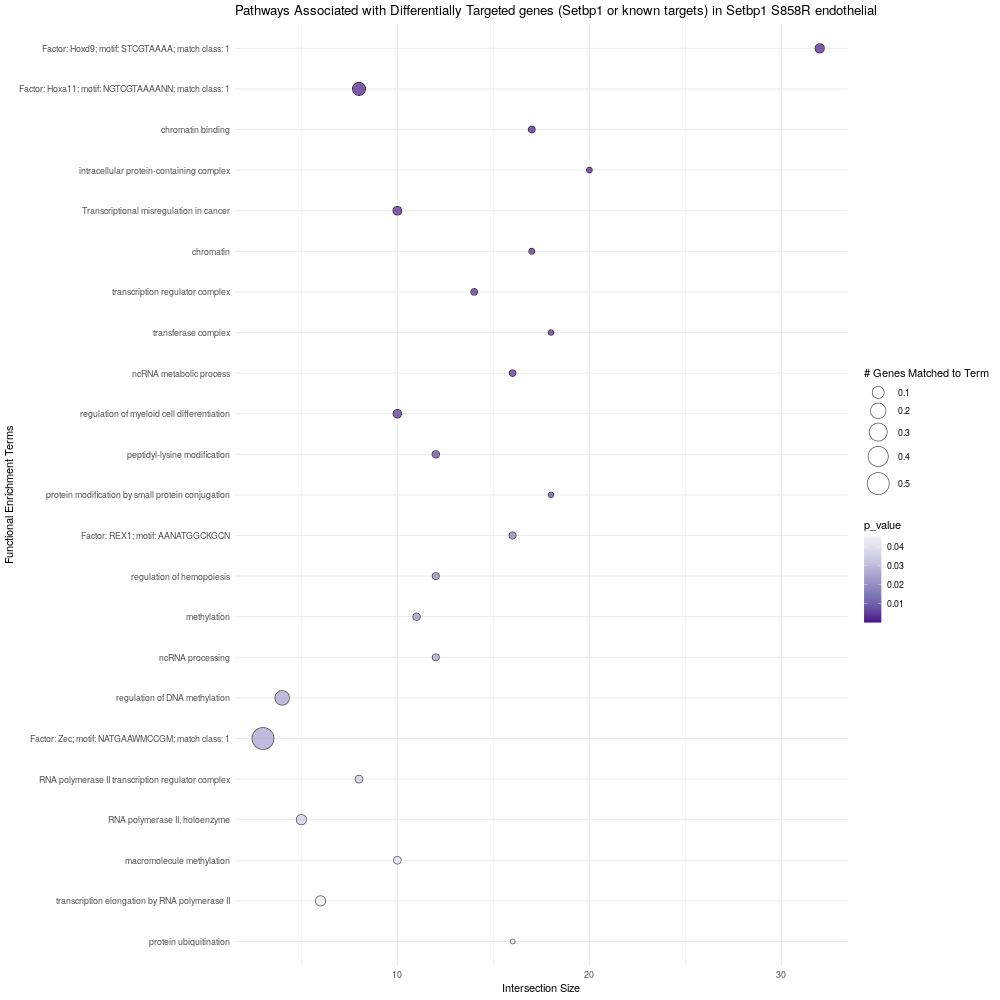 Pathways Associated with Differentially Targeted genes (Setbp1 or known targets) in Setbp1 S858R endothelial
Factor: Hoxd9; motif: STCGTAAAA; match class: 1
Factor: Hoxa11; motif: NGTCGTAAAANN; match class: 1
chromatin binding
intracellular protein-containing complex
Transcriptional misregulation in cancer
chromatin
transcription regulator complex
transferase complex
ncRNA metabolic process
regulation of myeloid cell differentiation
peptidyl-lysine modification
protein modification by small protein conjugation
Factor: REX1; motif: AANATGGCKGCN
regulation of hemopoiesis
methylation
ncRNA processing
regulation of DNA methylation
Factor: Zec; motif: NATGAAWMCCGM; match class: 1
RNA polymerase II transcription regulator complex
RNA polymerase II, holoenzyme
macromolecule methylation
transcription elongation by RNA polymerase II
protein ubiquitination
Functional Enrichment Terms
10 20 30
Intersection Size
# Genes Matched to Term
0.1
0.2
0.3
0.4
0.5
p_value
0.04
0.03
0.02
0.01